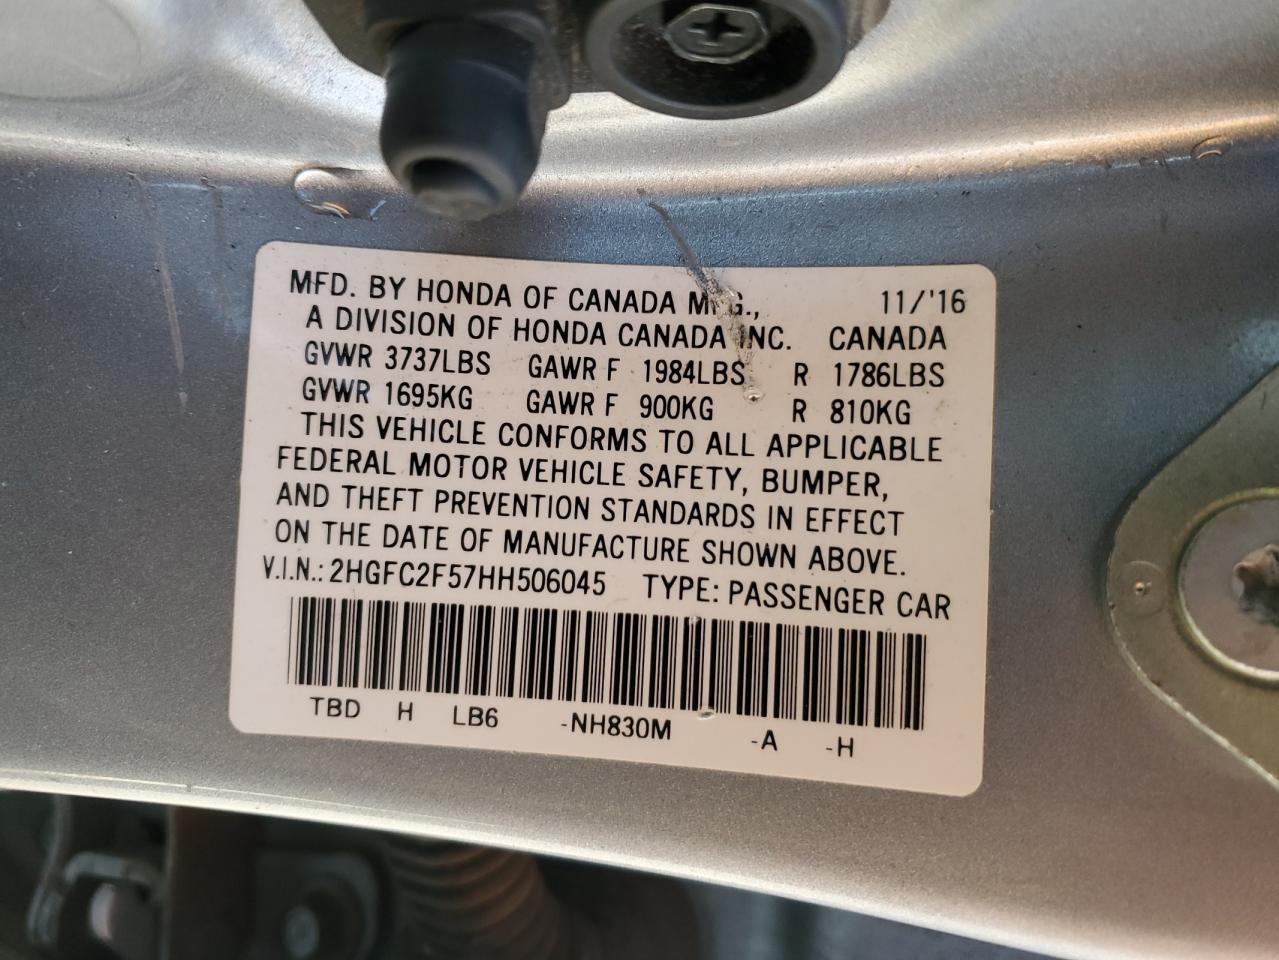 MFD. BY HONDA OF CANADA MFG., 11/'16
A DIVISION OF HONDA CANADA INC. CANADA
GVWR 3737LBS GAWR F 1984LBS R 1786LBS
GVWR 1695KG GAWR F 900KG R 810KG
THIS VEHICLE CONFORMS TO ALL APPLICABLE
FEDERAL MOTOR VEHICLE SAFETY, BUMPER,
AND THEFT PREVENTION STANDARDS IN EFFECT
ON THE DATE OF MANUFACTURE SHOWN ABOVE.
V.I.N.: 2HGFC2F57HH506045 TYPE: PASSENGER CAR
TBD H LB6 -NH830M -A -H